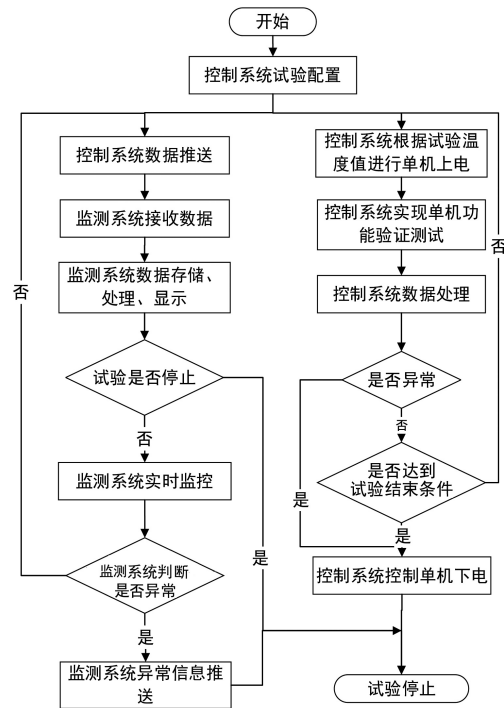 开始
控制系统试验配置
控制系统数据推送
监测系统接收数据
监测系统数据存储、
处理、显示
否
试验是否停止
否
监测系统实时监控
监测系统判断
是否异常
是
监测系统异常信息推
送
是
控制系统根据试验温
度值进行单机上电
控制系统实现单机功
能验证测试
否
控制系统数据处理
是否异常
否
是否达到
试验结束条件
是
是
控制系统控制单机下电
试验停止